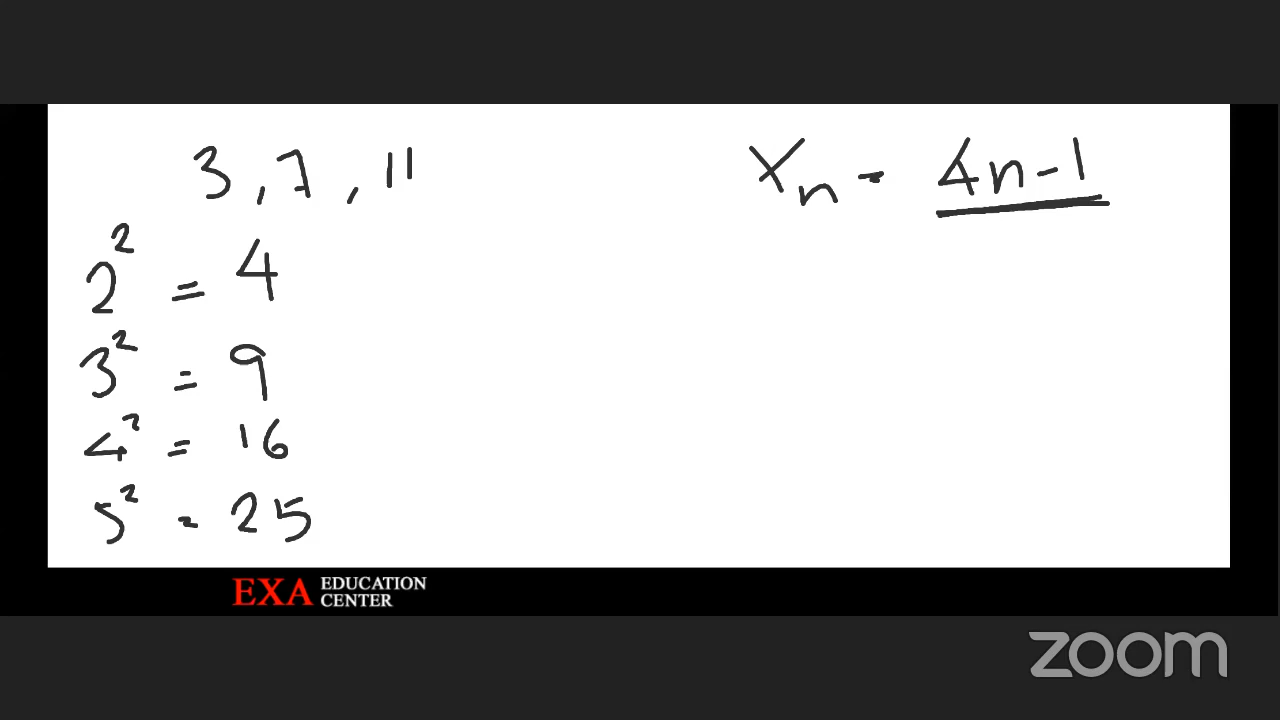 3, 7, 11
Xn = 4n-1
2² = 4
3² = 9
4² = 16
5² = 25
EXA EDUCATION
CENTER
zoom